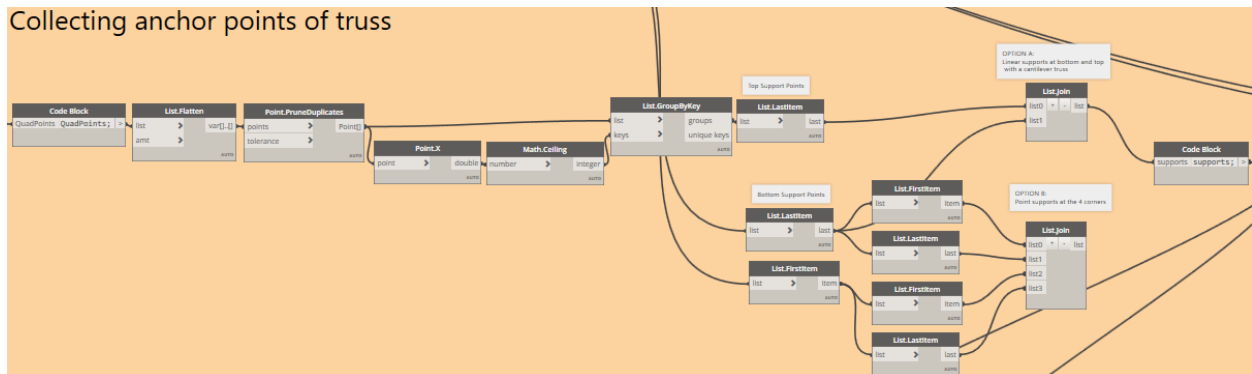 Collecting anchor points of truss
OPTION A:
Linear supports at bottom and top
with a cantilever truss
Top Support Points
List.Join
list0 + - list
list1
AUTO
Code Block
QuadPoints QuadPoints; >
List.Flatten
list > var[]..[]
amt >
AUTO
Point.PruneDuplicates
points > Point[]
tolerance >
AUTO
List.GroupByKey
list > groups
keys > unique keys
AUTO
List.LastItem
list > last
AUTO
Point.X
point > double
AUTO
Math.Ceiling
number > integer
AUTO
Code Block
supports supports; >
Bottom Support Points
List.FirstItem
list > item
AUTO
OPTION B:
Point supports at the 4 corners
List.LastItem
list > last
AUTO
List.LastItem
list > last
AUTO
List.Join
list0 + - list
list1
list2
list3
AUTO
List.FirstItem
list > item
AUTO
List.FirstItem
list > item
AUTO
List.LastItem
list > last
AUTO